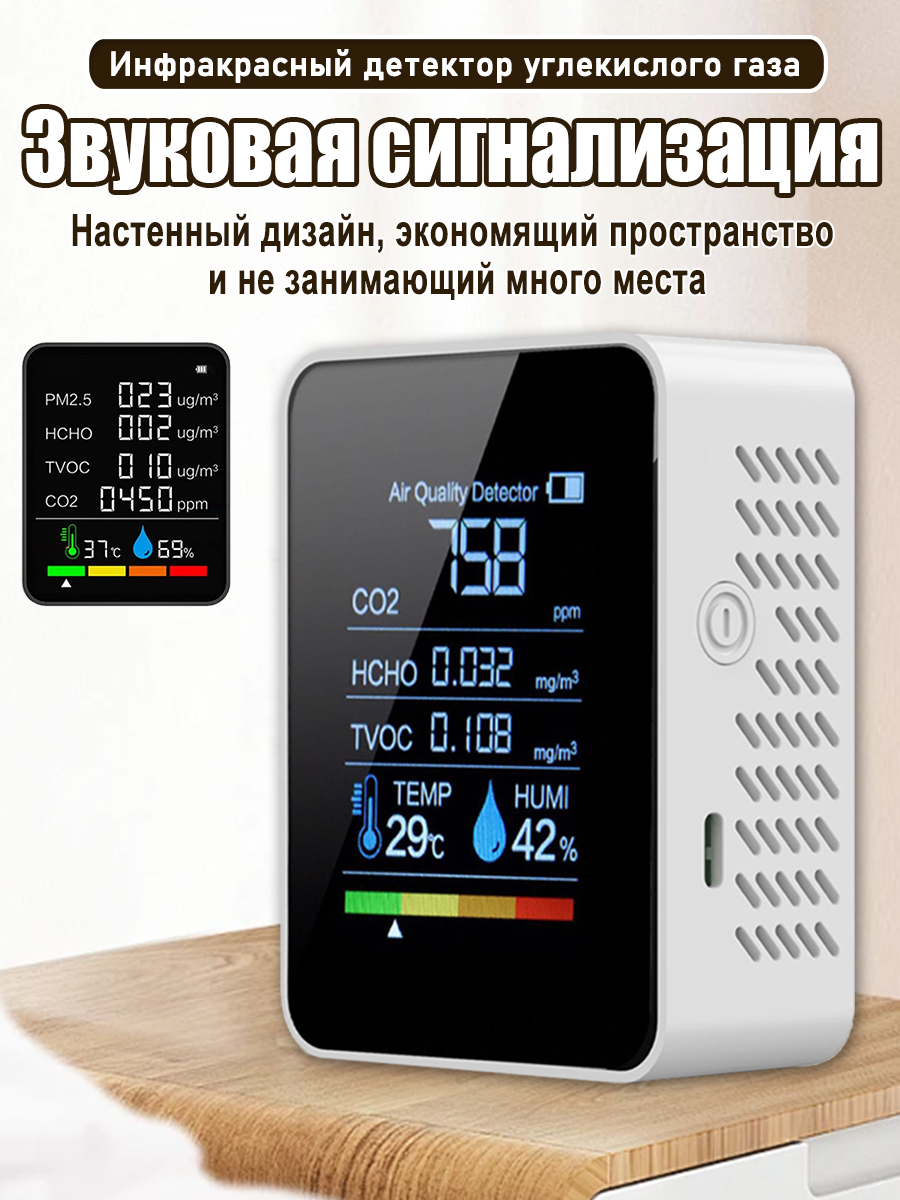 Инфракрасный детектор углекислого газа
Звуковая сигнализация
Настенный дизайн, экономящий пространство
и не занимающий много места
PM2.5 023 ug/m³
HCHO 002 ug/m³
TVOC 010 ug/m³
CO2 0450 ppm
37℃ 69%
Air Quality Detector
758
CO2 ppm
HCHO 0.032 mg/m³
TVOC 0.108 mg/m³
TEMP HUMI
29℃ 42%